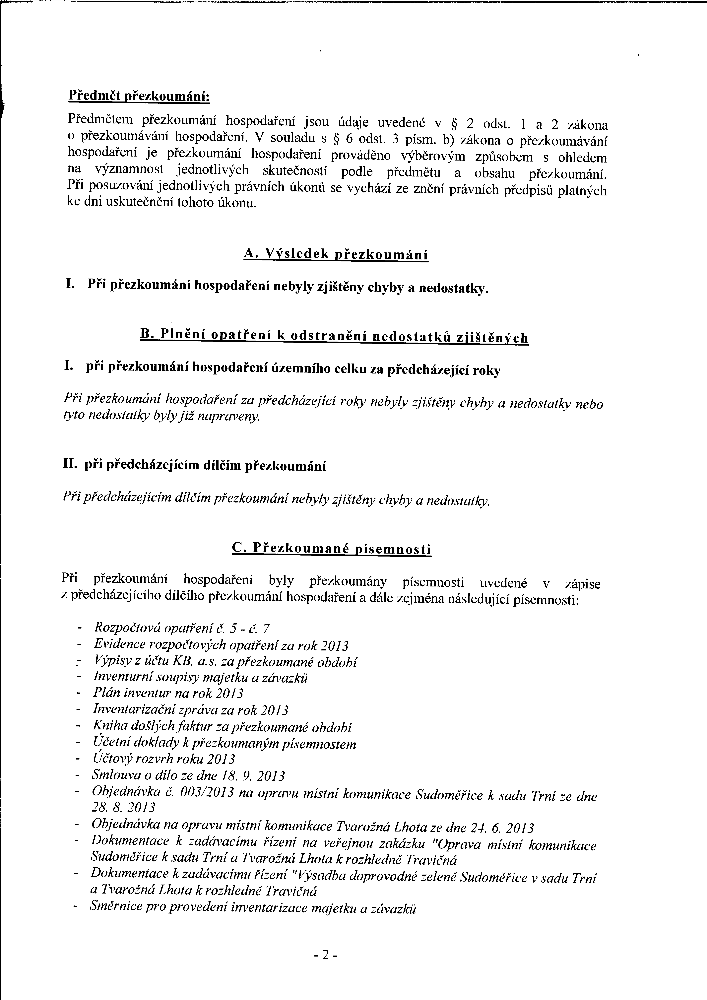 Předmět přezkoumání:
Předmětem přezkoumání hospodaření jsou údaje uvedené v § 2 odst. 1 a 2 zákona
o přezkoumávání hospodaření. V souladu s § 6 odst. 3 písm. b) zákona o přezkoumávání
hospodaření je přezkoumání hospodaření prováděno výběrovým způsobem s ohledem
na významnost jednotlivých skutečností podle předmětu a obsahu přezkoumání.
Při posuzování jednotlivých právních úkonů se vychází ze znění právních předpisů platných
ke dni uskutečnění tohoto úkonu.
A. Výsledek přezkoumání
I. Při přezkoumání hospodaření nebyly zjištěny chyby a nedostatky.
B. Plnění opatření k odstranění nedostatků zjištěných
I. při přezkoumání hospodaření územního celku za předcházející roky
Při přezkoumání hospodaření za předcházející roky nebyly zjištěny chyby a nedostatky nebo
tyto nedostatky byly již napraveny.
II. při předcházejícím dílčím přezkoumání
Při předcházejícím dílčím přezkoumání nebyly zjištěny chyby a nedostatky.
C. Přezkoumané písemnosti
Při přezkoumání hospodaření byly přezkoumány písemnosti uvedené v zápise
z předcházejícího dílčího přezkoumání hospodaření a dále zejména následující písemnosti:
- Rozpočtová opatření č. 5 - č. 7
- Evidence rozpočtových opatření za rok 2013
- Výpisy z účtu KB, a.s. za přezkoumané období
- Inventurní soupisy majetku a závazků
- Plán inventur na rok 2013
- Inventarizační zpráva za rok 2013
- Kniha došlých faktur za přezkoumané období
- Účetní doklady k přezkoumaným písemnostem
- Účtový rozvrh roku 2013
- Smlouva o dílo ze dne 18. 9. 2013
- Objednávka č. 003/2013 na opravu místní komunikace Sudoměřice k sadu Trní ze dne
28. 8. 2013
- Objednávka na opravu místní komunikace Tvarožná Lhota ze dne 24. 6. 2013
- Dokumentace k zadávacímu řízení na veřejnou zakázku "Oprava místní komunikace
Sudoměřice k sadu Trní a Tvarožná Lhota k rozhledně Travičná
- Dokumentace k zadávacímu řízení "Výsadba doprovodné zeleně Sudoměřice v sadu Trní
a Tvarožná Lhota k rozhledně Travičná
- Směrnice pro provedení inventarizace majetku a závazků
- 2 -